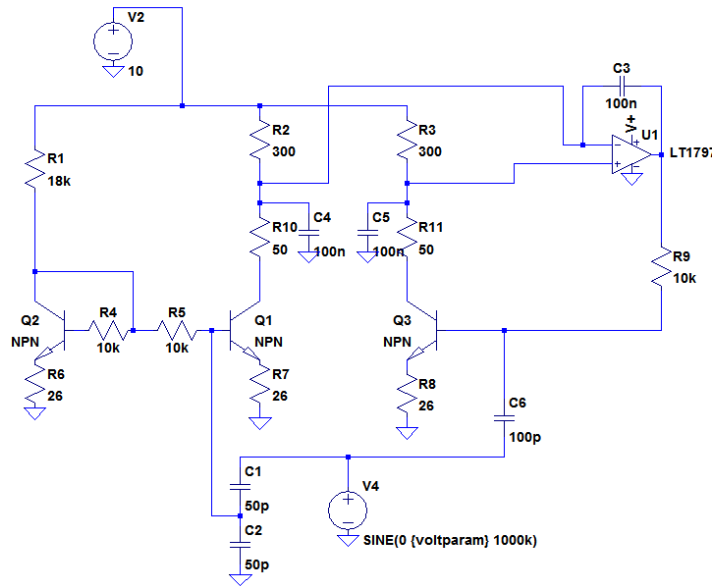 V2
10
R1
18k
R2
300
R3
300
C3
100n
V+
U1
LT1797
R10
50
C4
100n
C5
100n
R11
50
R9
10k
Q2
NPN
R4
10k
R5
10k
Q1
NPN
Q3
NPN
R6
26
R7
26
R8
26
C6
100p
C1
50p
C2
50p
V4
SINE(0 {voltparam} 1000k)